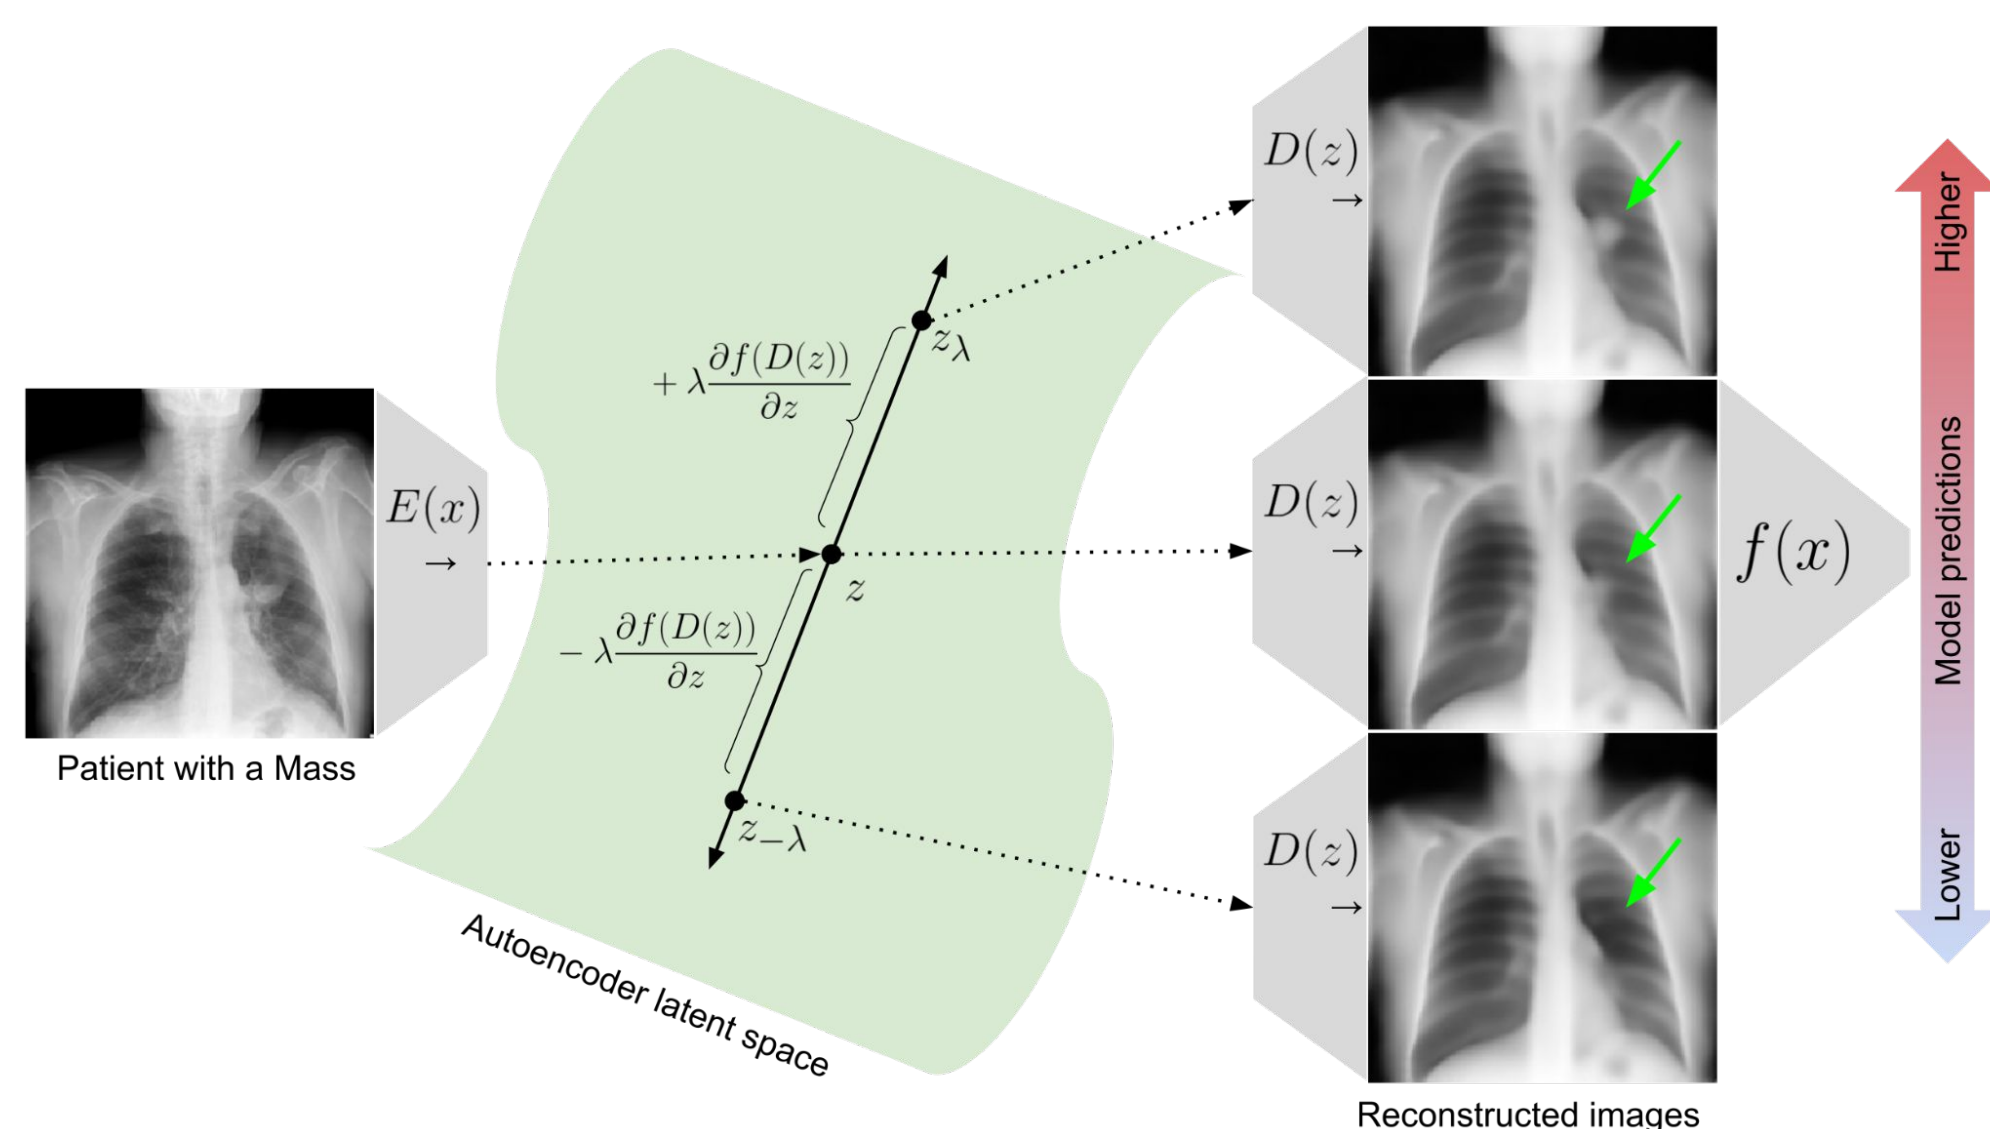 E(x)
→
Patient with a Mass
+ λ ∂f(D(z)) / ∂z
z_λ
z
− λ ∂f(D(z)) / ∂z
z_{−λ}
Autoencoder latent space
D(z)
→
D(z)
→
D(z)
→
Reconstructed images
f(x)
Higher
Model predictions
Lower